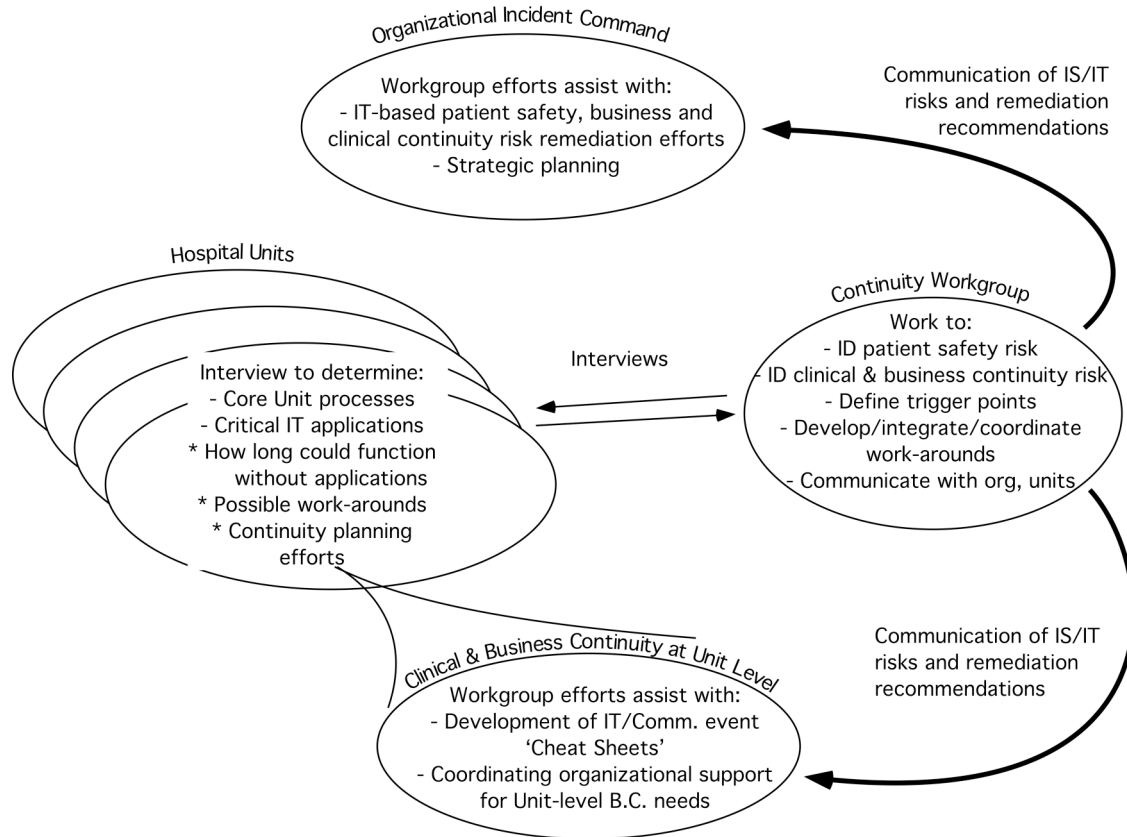 Organizational Incident Command
Workgroup efforts assist with:
- IT-based patient safety, business and
clinical continuity risk remediation efforts
- Strategic planning
Communication of IS/IT
risks and remediation
recommendations
Hospital Units
Interview to determine:
- Core Unit processes
- Critical IT applications
* How long could function
without applications
* Possible work-arounds
* Continuity planning
efforts
Interviews
Continuity Workgroup
Work to:
- ID patient safety risk
- ID clinical & business continuity risk
- Define trigger points
- Develop/integrate/coordinate
work-arounds
- Communicate with org, units
Clinical & Business Continuity at Unit Level
Workgroup efforts assist with:
- Development of IT/Comm. event
‘Cheat Sheets’
- Coordinating organizational support
for Unit-level B.C. needs
Communication of IS/IT
risks and remediation
recommendations